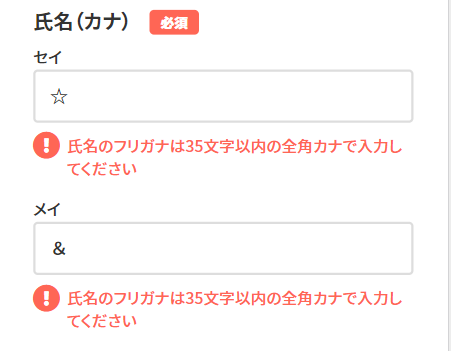 氏名（カナ） 必須
セイ
☆
氏名のフリガナは35文字以内の全角カナで入力し
てください
メイ
＆
氏名のフリガナは35文字以内の全角カナで入力し
てください